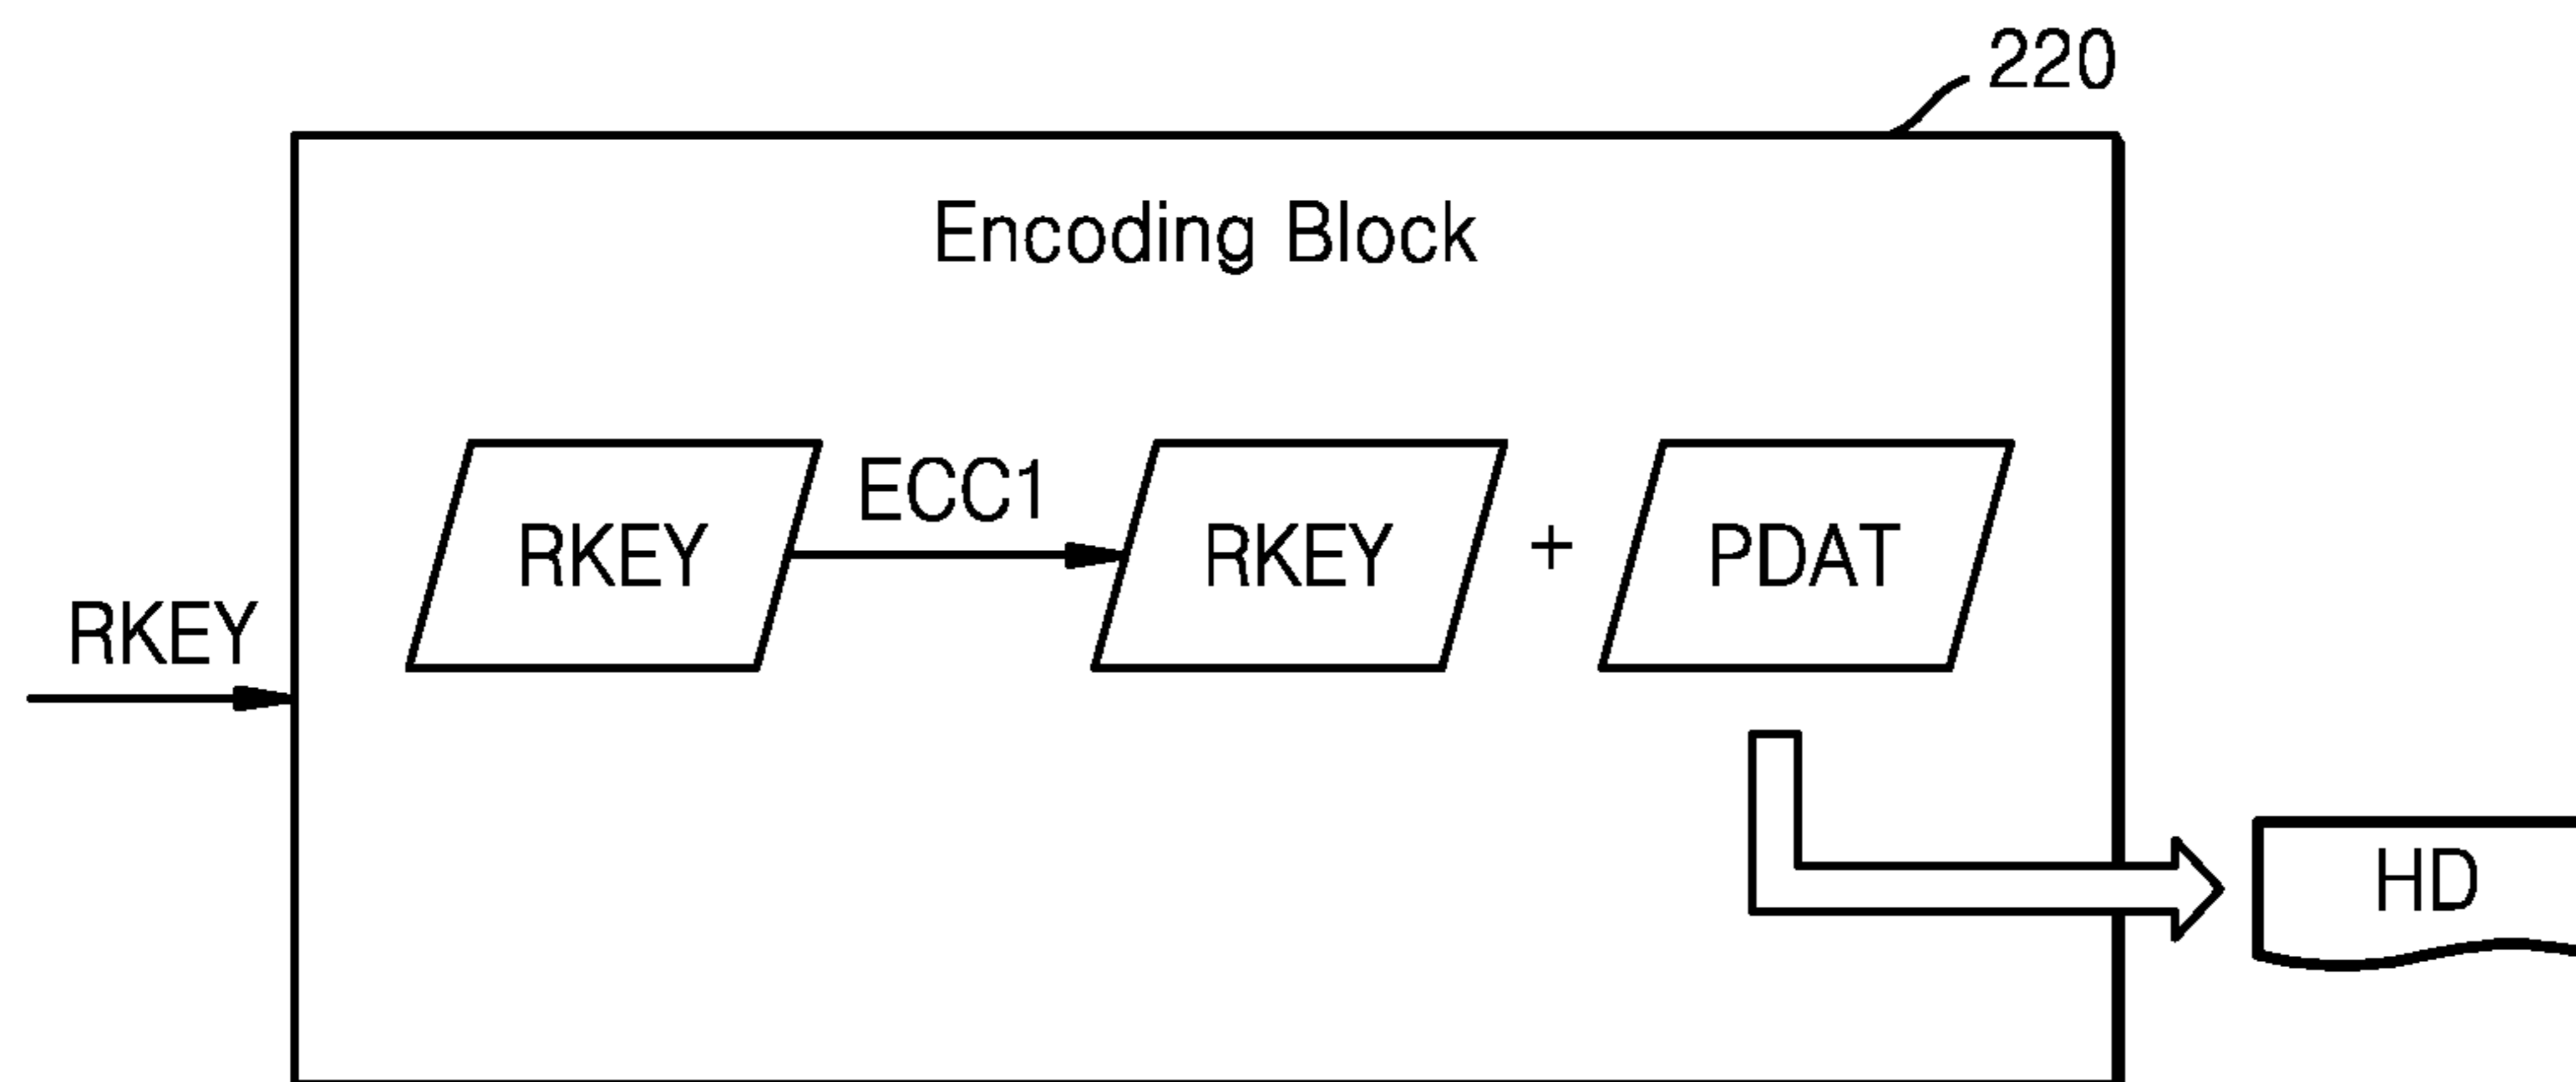 220
Encoding Block
ECC1
RKEY RKEY + PDAT
RKEY
HD